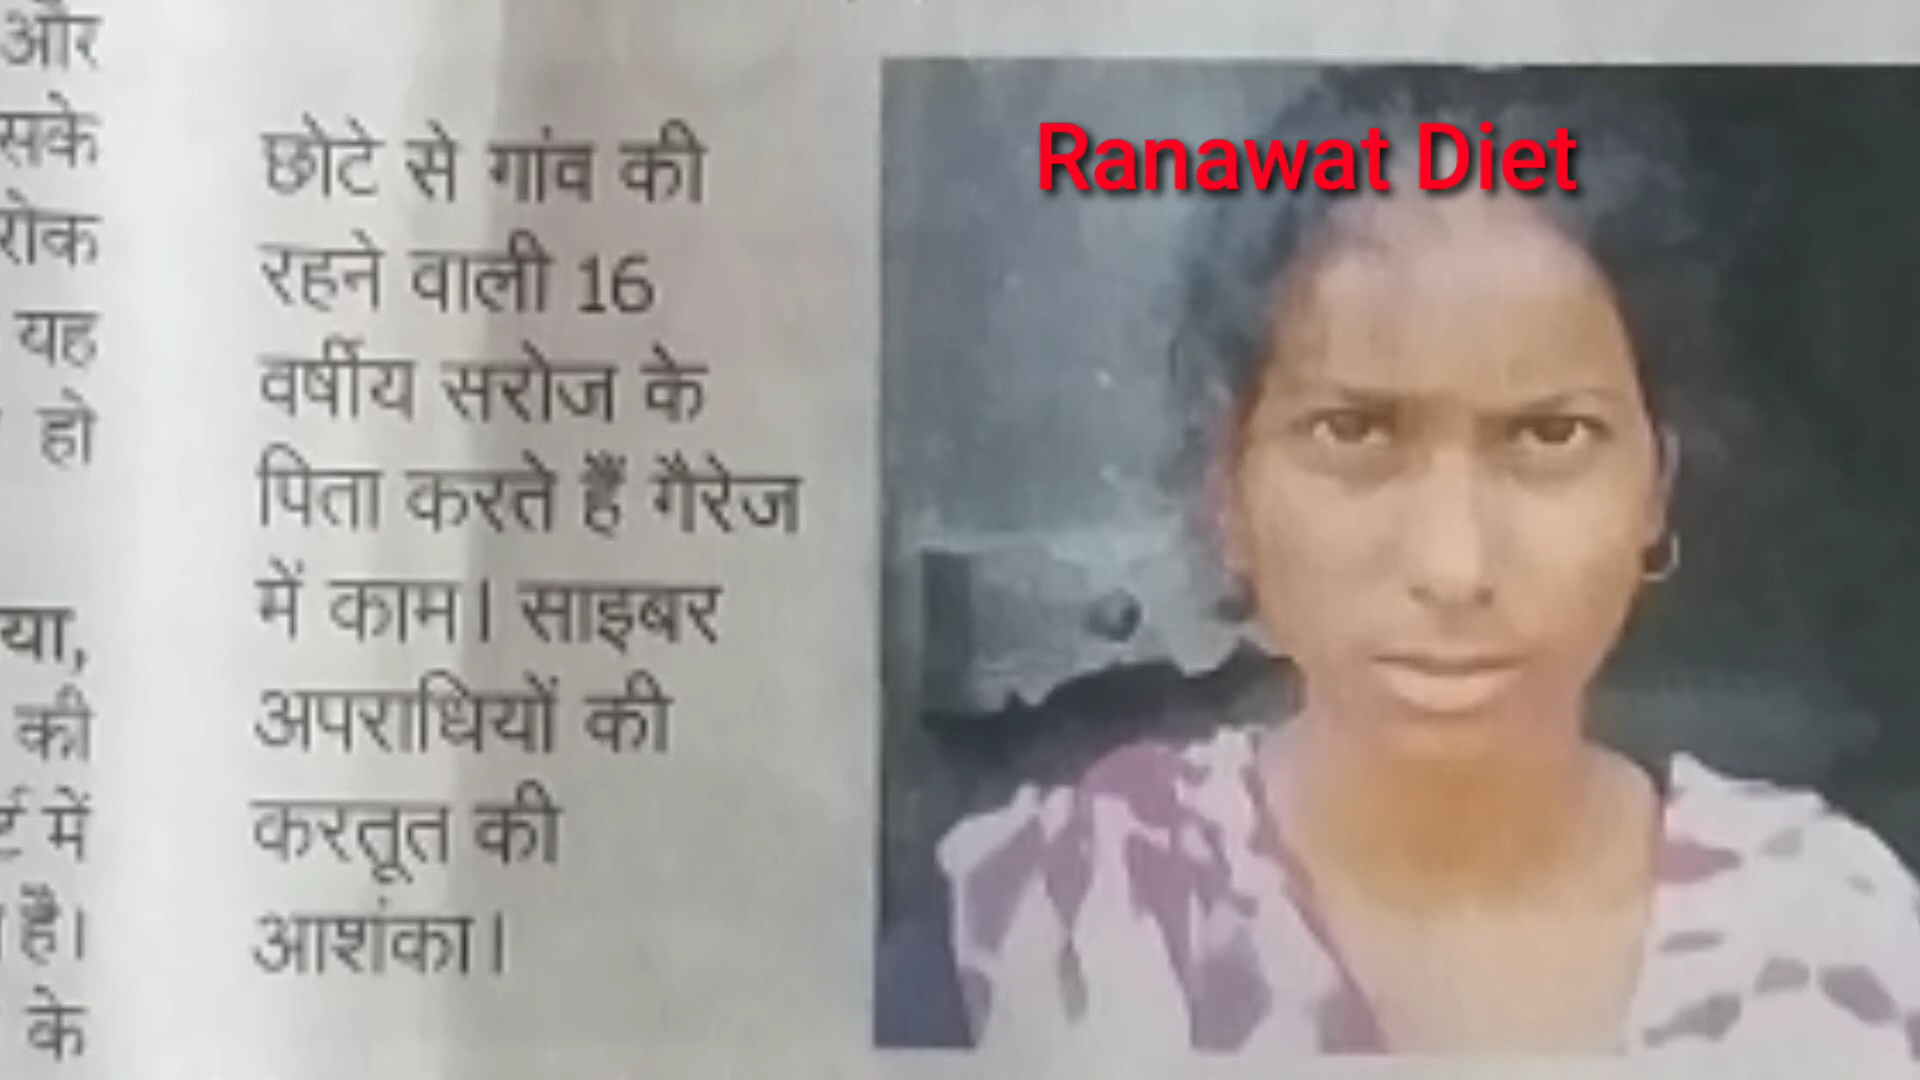 और
सके
रोक
यह
हो
या,
की
में
है।
के
छोटे से गांव की
रहने वाली 16
वर्षीय सरोज के
पिता करते हैं गैरेज
में काम। साइबर
अपराधियों की
करतूत की
आशंका।
Ranawat Diet